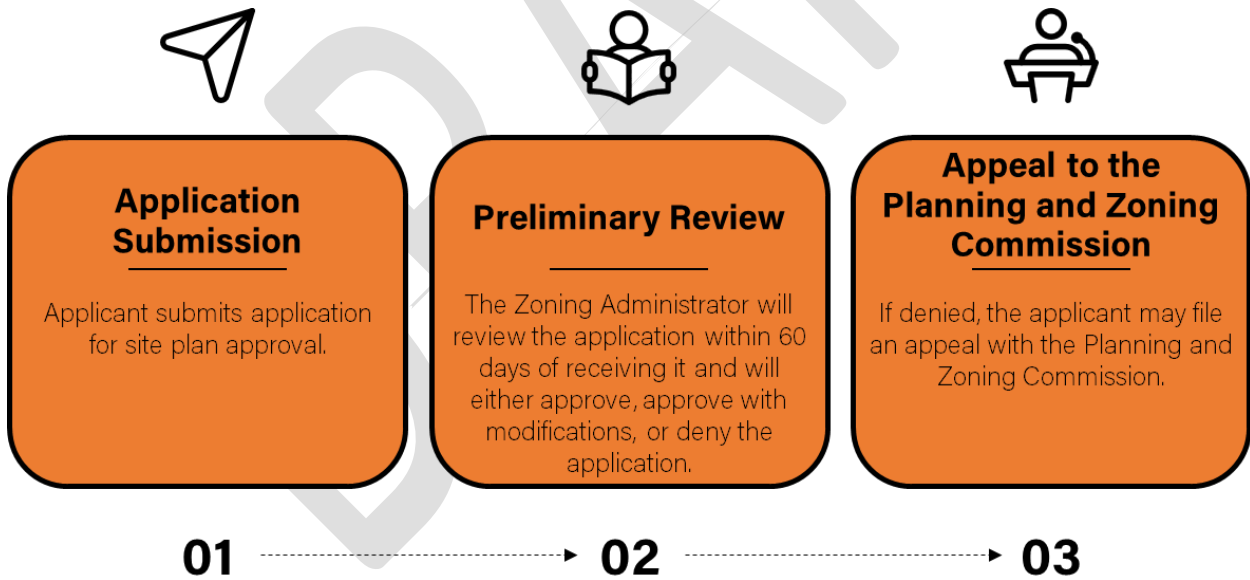 Application
Submission
Applicant submits application
for site plan approval.
Preliminary Review
The Zoning Administrator will
review the application within 60
days of receiving it and will
either approve, approve with
modifications, or deny the
application.
Appeal to the
Planning and Zoning
Commission
If denied, the applicant may file
an appeal with the Planning and
Zoning Commission.
01
02
03